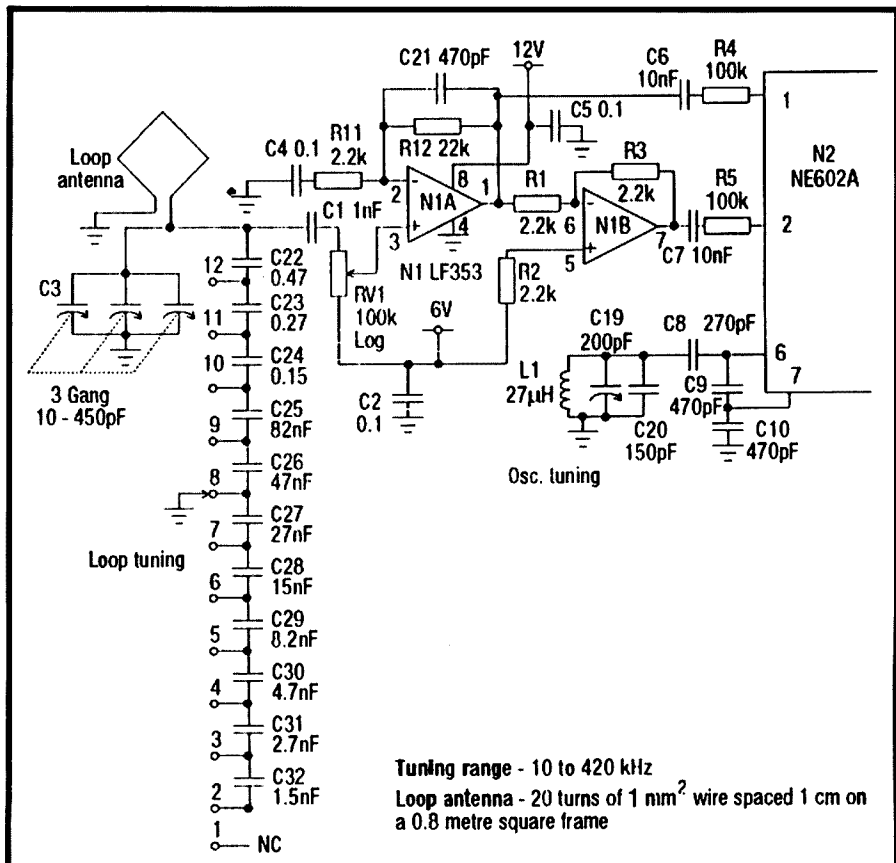 C21 470pF
12V
C6
10nF
R4
100k
1
C5 0.1
R11
2.2k
C4 0.1
R12 22k
Loop
antenna
8
2
N1A
1
R1
2.2k
R3
2.2k
N2
NE602A
R5
100k
C1 1nF
3
4
6
N1B
7
5
2
C7 10nF
N1 LF353
R2
2.2k
12
C22
0.47
C3
11
C23
0.27
RV1
100k
Log
6V
C19
200pF
C8
270pF
6
10
C24
0.15
L1
27µH
7
3 Gang
10 - 450pF
C2
0.1
C9
470pF
9
C25
82nF
C20
150pF
C10
470pF
8
C26
47nF
Osc. tuning
7
C27
27nF
Loop tuning
6
C28
15nF
5
C29
8.2nF
4
C30
4.7nF
3
C31
2.7nF
2
C32
1.5nF
1
NC
Tuning range - 10 to 420 kHz
Loop antenna - 20 turns of 1 mm² wire spaced 1 cm on
a 0.8 metre square frame